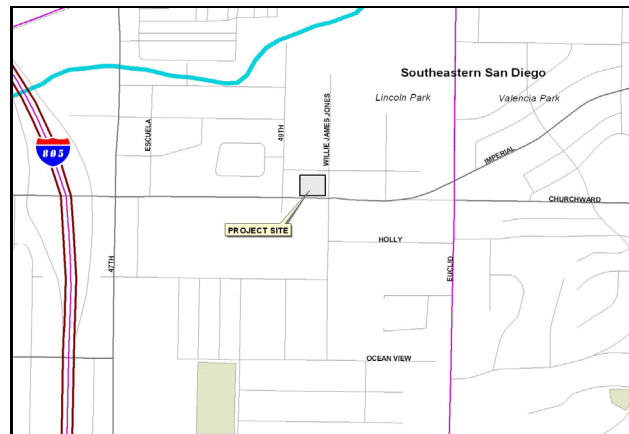 Southeastern San Diego
Lincoln Park
Valencia Park
ESCUELA
49TH
WILLIE JAMES JONES
IMPERIAL
805
CHURCHWARD
PROJECT SITE
HOLLY
47TH
EUCLID
OCEAN VIEW